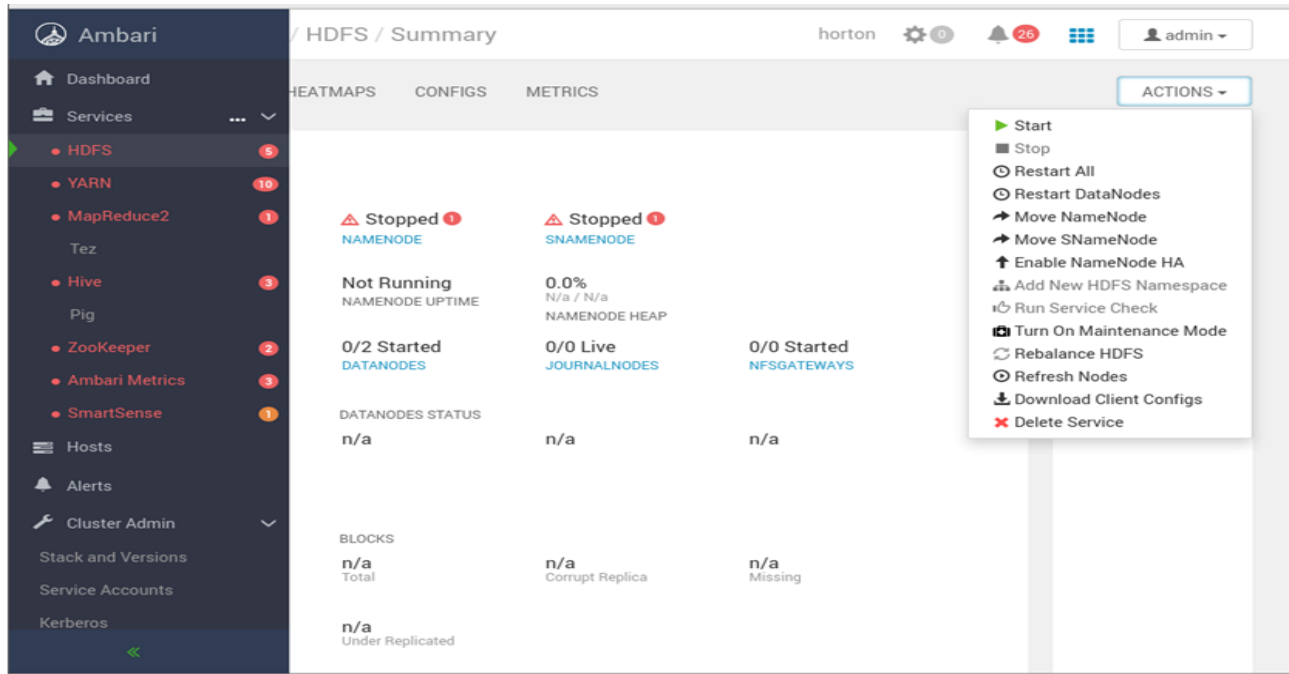 Ambari
/ HDFS / Summary
horton
0
26
admin
Dashboard
HEATMAPS
CONFIGS
METRICS
ACTIONS
Services
...
HDFS
5
YARN
10
MapReduce2
1
Tez
Hive
3
Pig
ZooKeeper
2
Ambari Metrics
3
SmartSense
1
Hosts
Alerts
Cluster Admin
Stack and Versions
Service Accounts
Kerberos
Stopped 1
NAMENODE
Stopped 1
SNAMENODE
Not Running
NAMENODE UPTIME
0.0%
N/a / N/a
NAMENODE HEAP
0/2 Started
DATANODES
0/0 Live
JOURNALNODES
0/0 Started
NFSGATEWAYS
DATANODES STATUS
n/a
n/a
n/a
BLOCKS
n/a
Total
n/a
Corrupt Replica
n/a
Missing
n/a
Under Replicated
Start
Stop
Restart All
Restart DataNodes
Move NameNode
Move SNameNode
Enable NameNode HA
Add New HDFS Namespace
Run Service Check
Turn On Maintenance Mode
Rebalance HDFS
Refresh Nodes
Download Client Configs
Delete Service